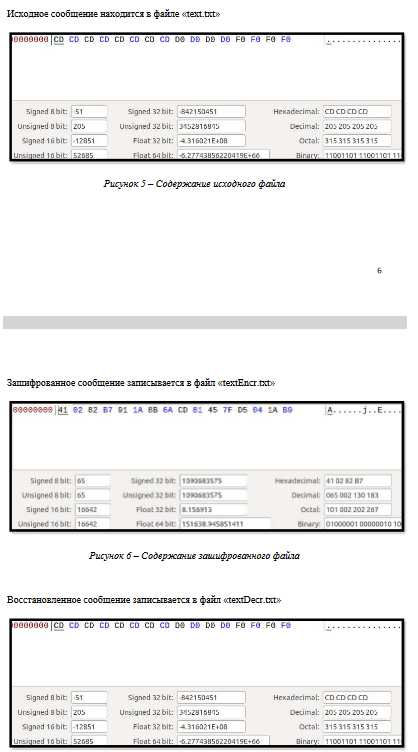 Исходное сообщение находится в файле «text.txt»
00000000 CD CD CD CD CD CD CD CD D0 D0 D0 D0 F0 F0 F0 F0 ................
Signed 8 bit: -51 Signed 32 bit: -842150451 Hexadecimal: CD CD CD CD
Unsigned 8 bit: 205 Unsigned 32 bit: 3452816845 Decimal: 205 205 205 205
Signed 16 bit: -12851 Float 32 bit: -4.316021E+08 Octal: 315 315 315 315
Unsigned 16 bit: 52685 Float 64 bit: -6.27743856220419E+66 Binary: 11001101 11001101 11
Рисунок 5 – Содержание исходного файла
6
Зашифрованное сообщение записывается в файл «textEncr.txt»
00000000 41 02 82 B7 91 1A 8B 6A CD 81 45 7F D5 04 1A B9 A......j..E.....
Signed 8 bit: 65 Signed 32 bit: 1090683575 Hexadecimal: 41 02 82 B7
Unsigned 8 bit: 65 Unsigned 32 bit: 1090683575 Decimal: 065 002 130 183
Signed 16 bit: 16642 Float 32 bit: 8.156913 Octal: 101 002 202 267
Unsigned 16 bit: 16642 Float 64 bit: 151638.945851411 Binary: 01000001 00000010 10
Рисунок 6 – Содержание зашифрованного файла
Восстановленное сообщение записывается в файл «textDecr.txt»
00000000 CD CD CD CD CD CD CD CD D0 D0 D0 D0 F0 F0 F0 F0 ................
Signed 8 bit: -51 Signed 32 bit: -842150451 Hexadecimal: CD CD CD CD
Unsigned 8 bit: 205 Unsigned 32 bit: 3452816845 Decimal: 205 205 205 205
Signed 16 bit: -12851 Float 32 bit: -4.316021E+08 Octal: 315 315 315 315
Unsigned 16 bit: 52685 Float 64 bit: -6.27743856220419E+66 Binary: 11001101 11001101 11